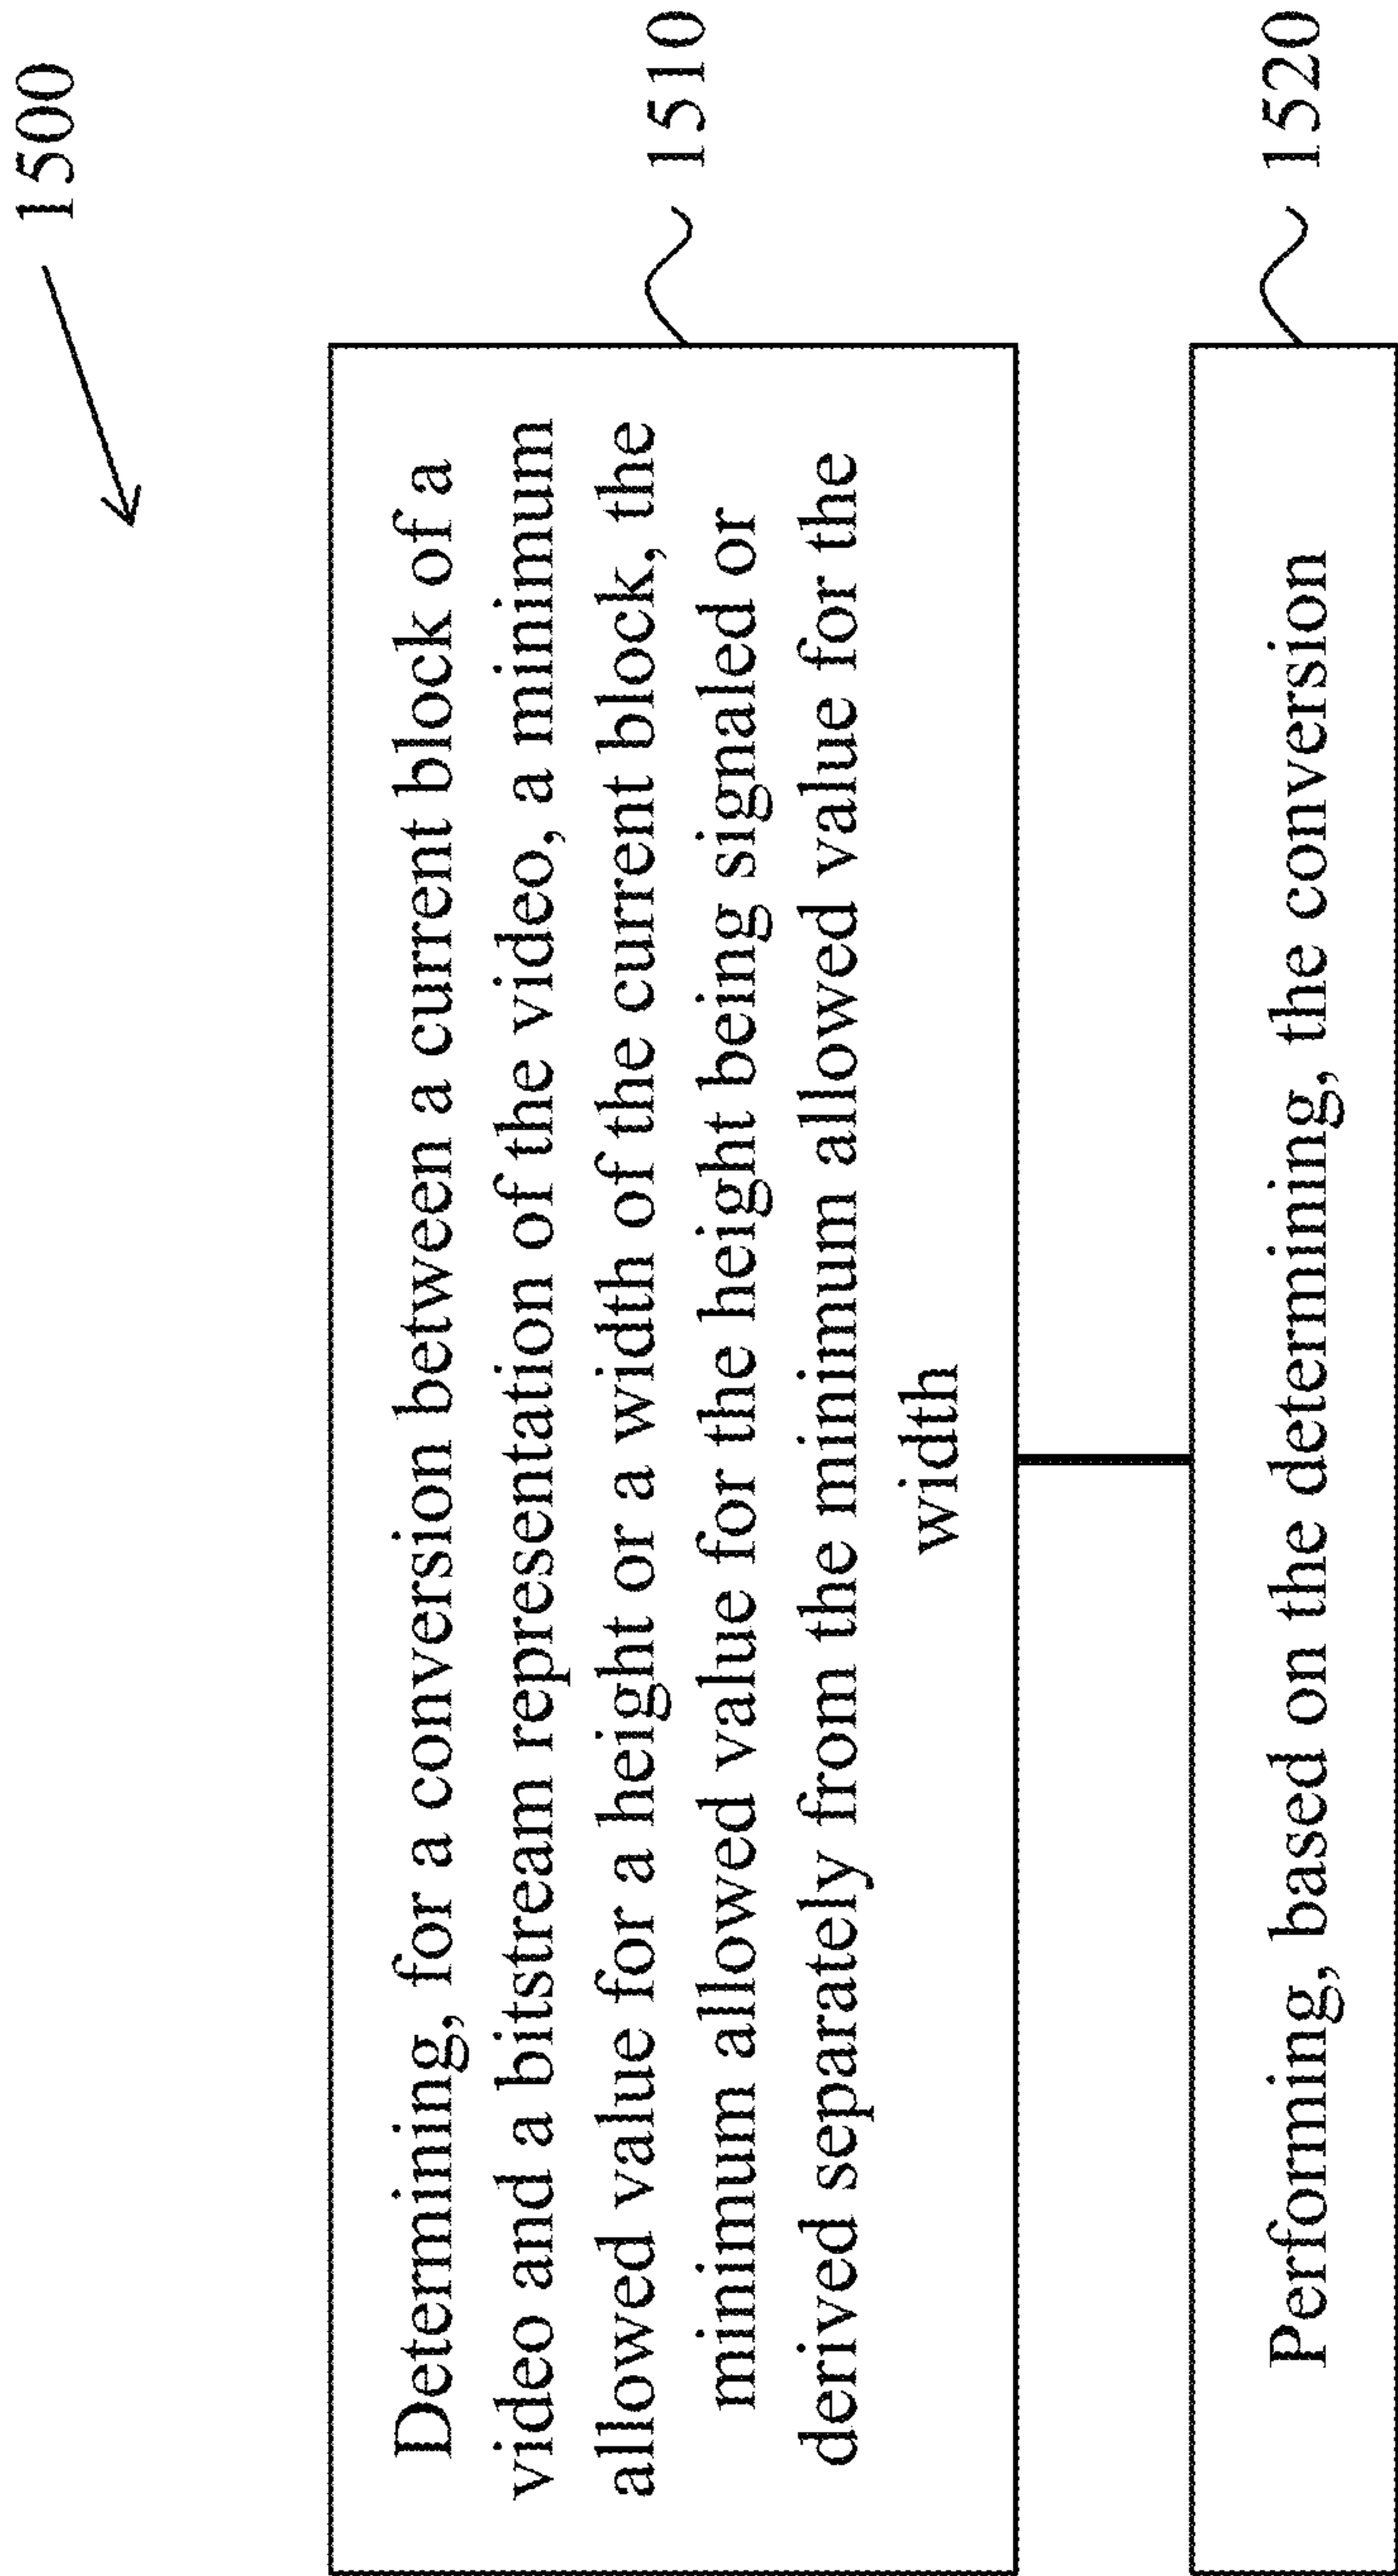 1500
Determining, for a conversion between a current block of a
video and a bitstream representation of the video, a minimum
allowed value for a height or a width of the current block, the
minimum allowed value for the height being signaled or
derived separately from the minimum allowed value for the
width
1510
Performing, based on the determining, the conversion
1520